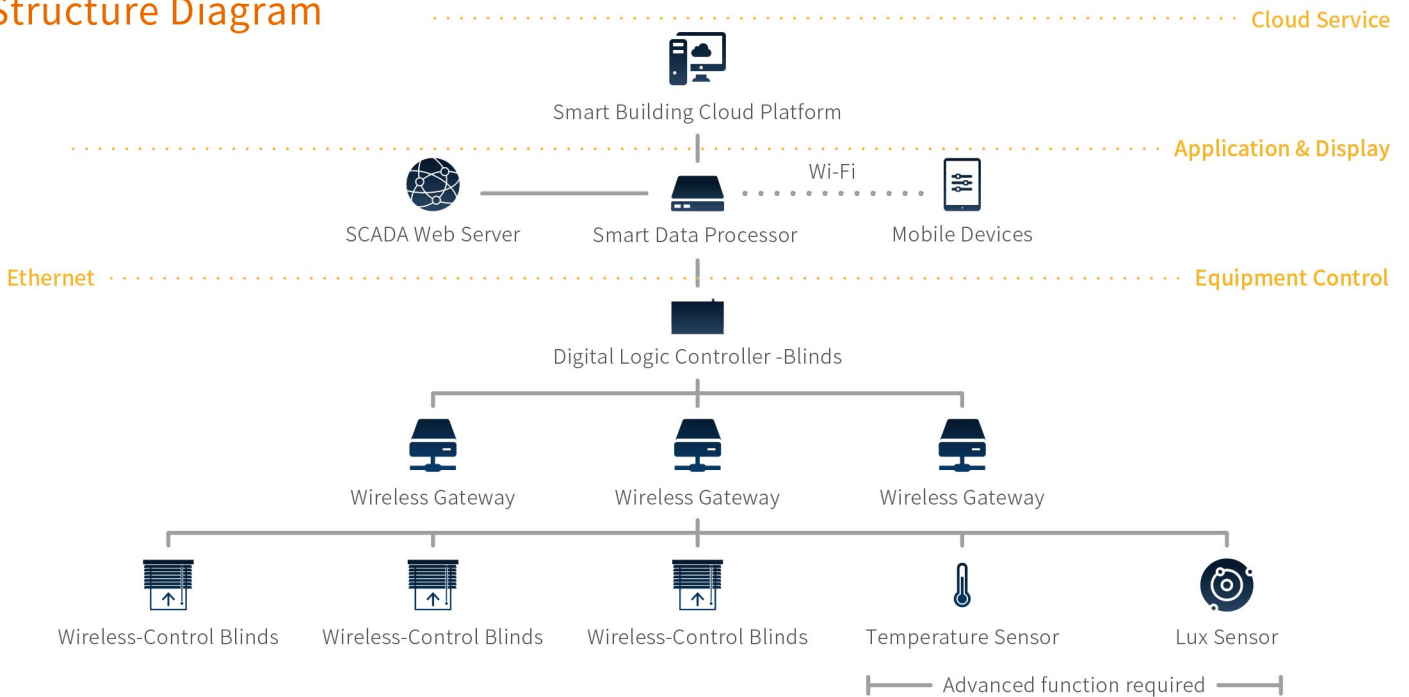 Structure Diagram
Cloud Service
Smart Building Cloud Platform
Application & Display
Wi-Fi
SCADA Web Server
Smart Data Processor
Mobile Devices
Ethernet
Equipment Control
Digital Logic Controller -Blinds
Wireless Gateway
Wireless Gateway
Wireless Gateway
Wireless-Control Blinds
Wireless-Control Blinds
Wireless-Control Blinds
Temperature Sensor
Lux Sensor
Advanced function required